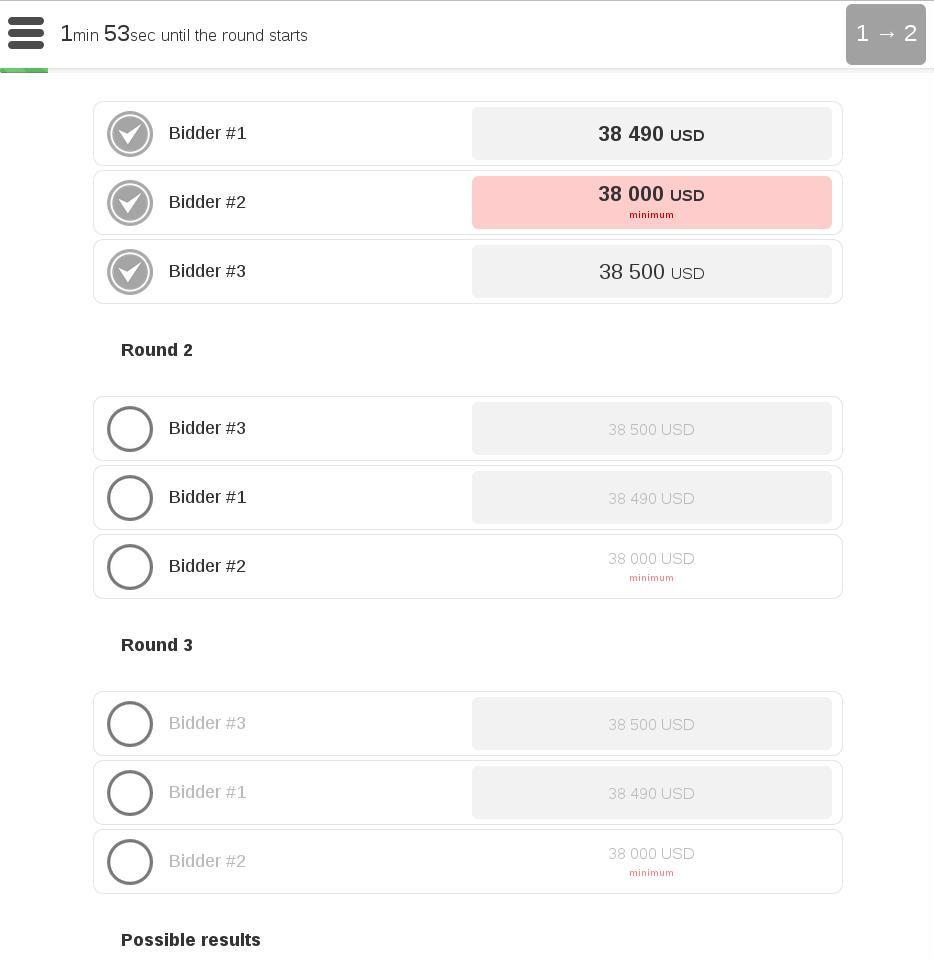 1min 53sec until the round starts
1 → 2
Bidder #1
38 490 USD
Bidder #2
38 000 USD
minimum
Bidder #3
38 500 USD
Round 2
Bidder #3
38 500 USD
Bidder #1
38 490 USD
Bidder #2
38 000 USD
minimum
Round 3
Bidder #3
38 500 USD
Bidder #1
38 490 USD
Bidder #2
38 000 USD
minimum
Possible results